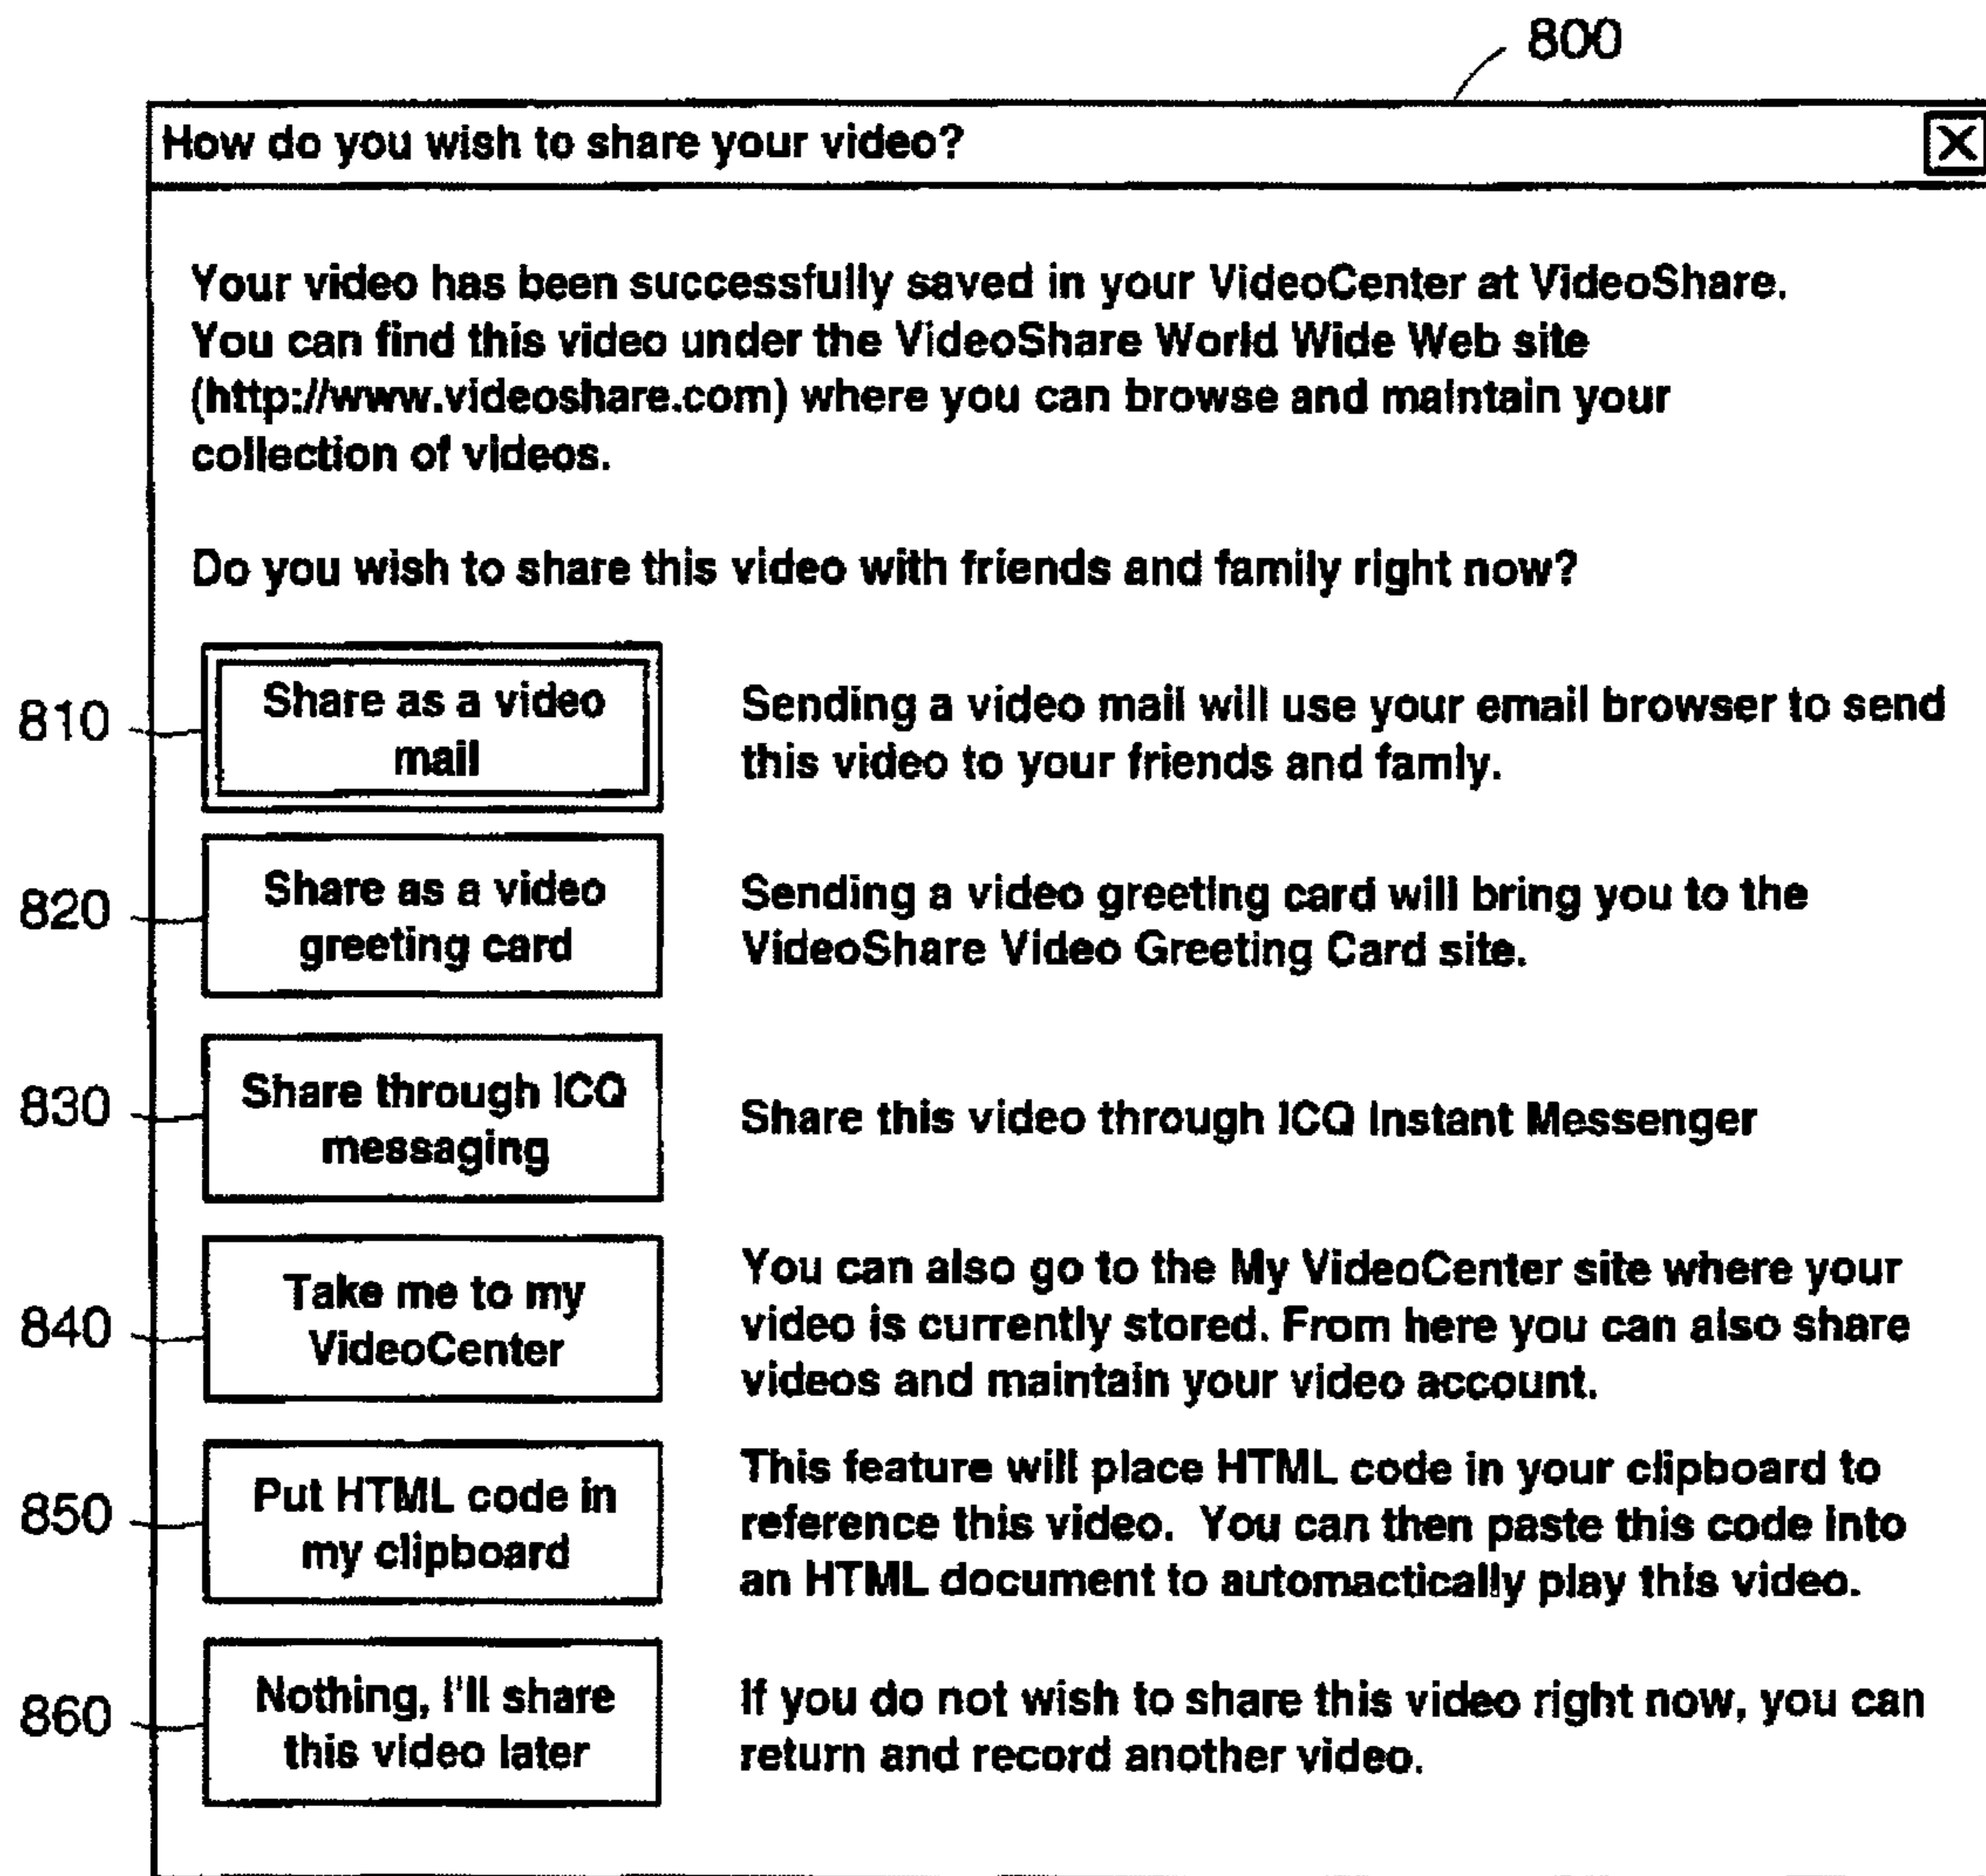 800
How do you wish to share your video?
X
Your video has been successfully saved in your VideoCenter at VideoShare.
You can find this video under the VideoShare World Wide Web site
(http://www.videoshare.com) where you can browse and maintain your
collection of videos.
Do you wish to share this video with friends and family right now?
810
Share as a video
mail
Sending a video mail will use your email browser to send
this video to your friends and famly.
820
Share as a video
greeting card
Sending a video greeting card will bring you to the
VideoShare Video Greeting Card site.
830
Share through ICQ
messaging
Share this video through ICQ Instant Messenger
840
Take me to my
VideoCenter
You can also go to the My VideoCenter site where your
video is currently stored. From here you can also share
videos and maintain your video account.
850
Put HTML code in
my clipboard
This feature will place HTML code in your clipboard to
reference this video. You can then paste this code into
an HTML document to automactically play this video.
860
Nothing, I'll share
this video later
If you do not wish to share this video right now, you can
return and record another video.